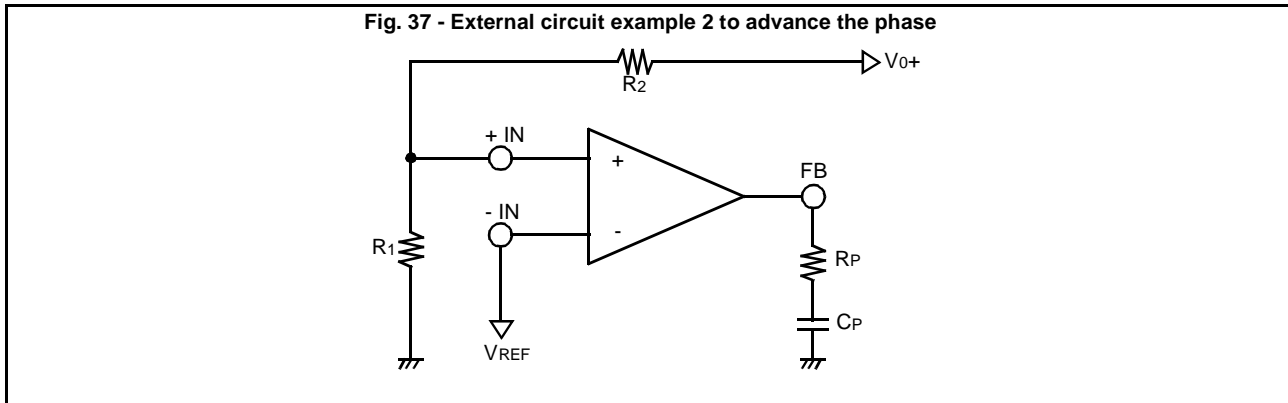 Fig. 37 - External circuit example 2 to advance the phase
V0+
R2
+ IN
+
FB
- IN
-
R1
RP
CP
VREF